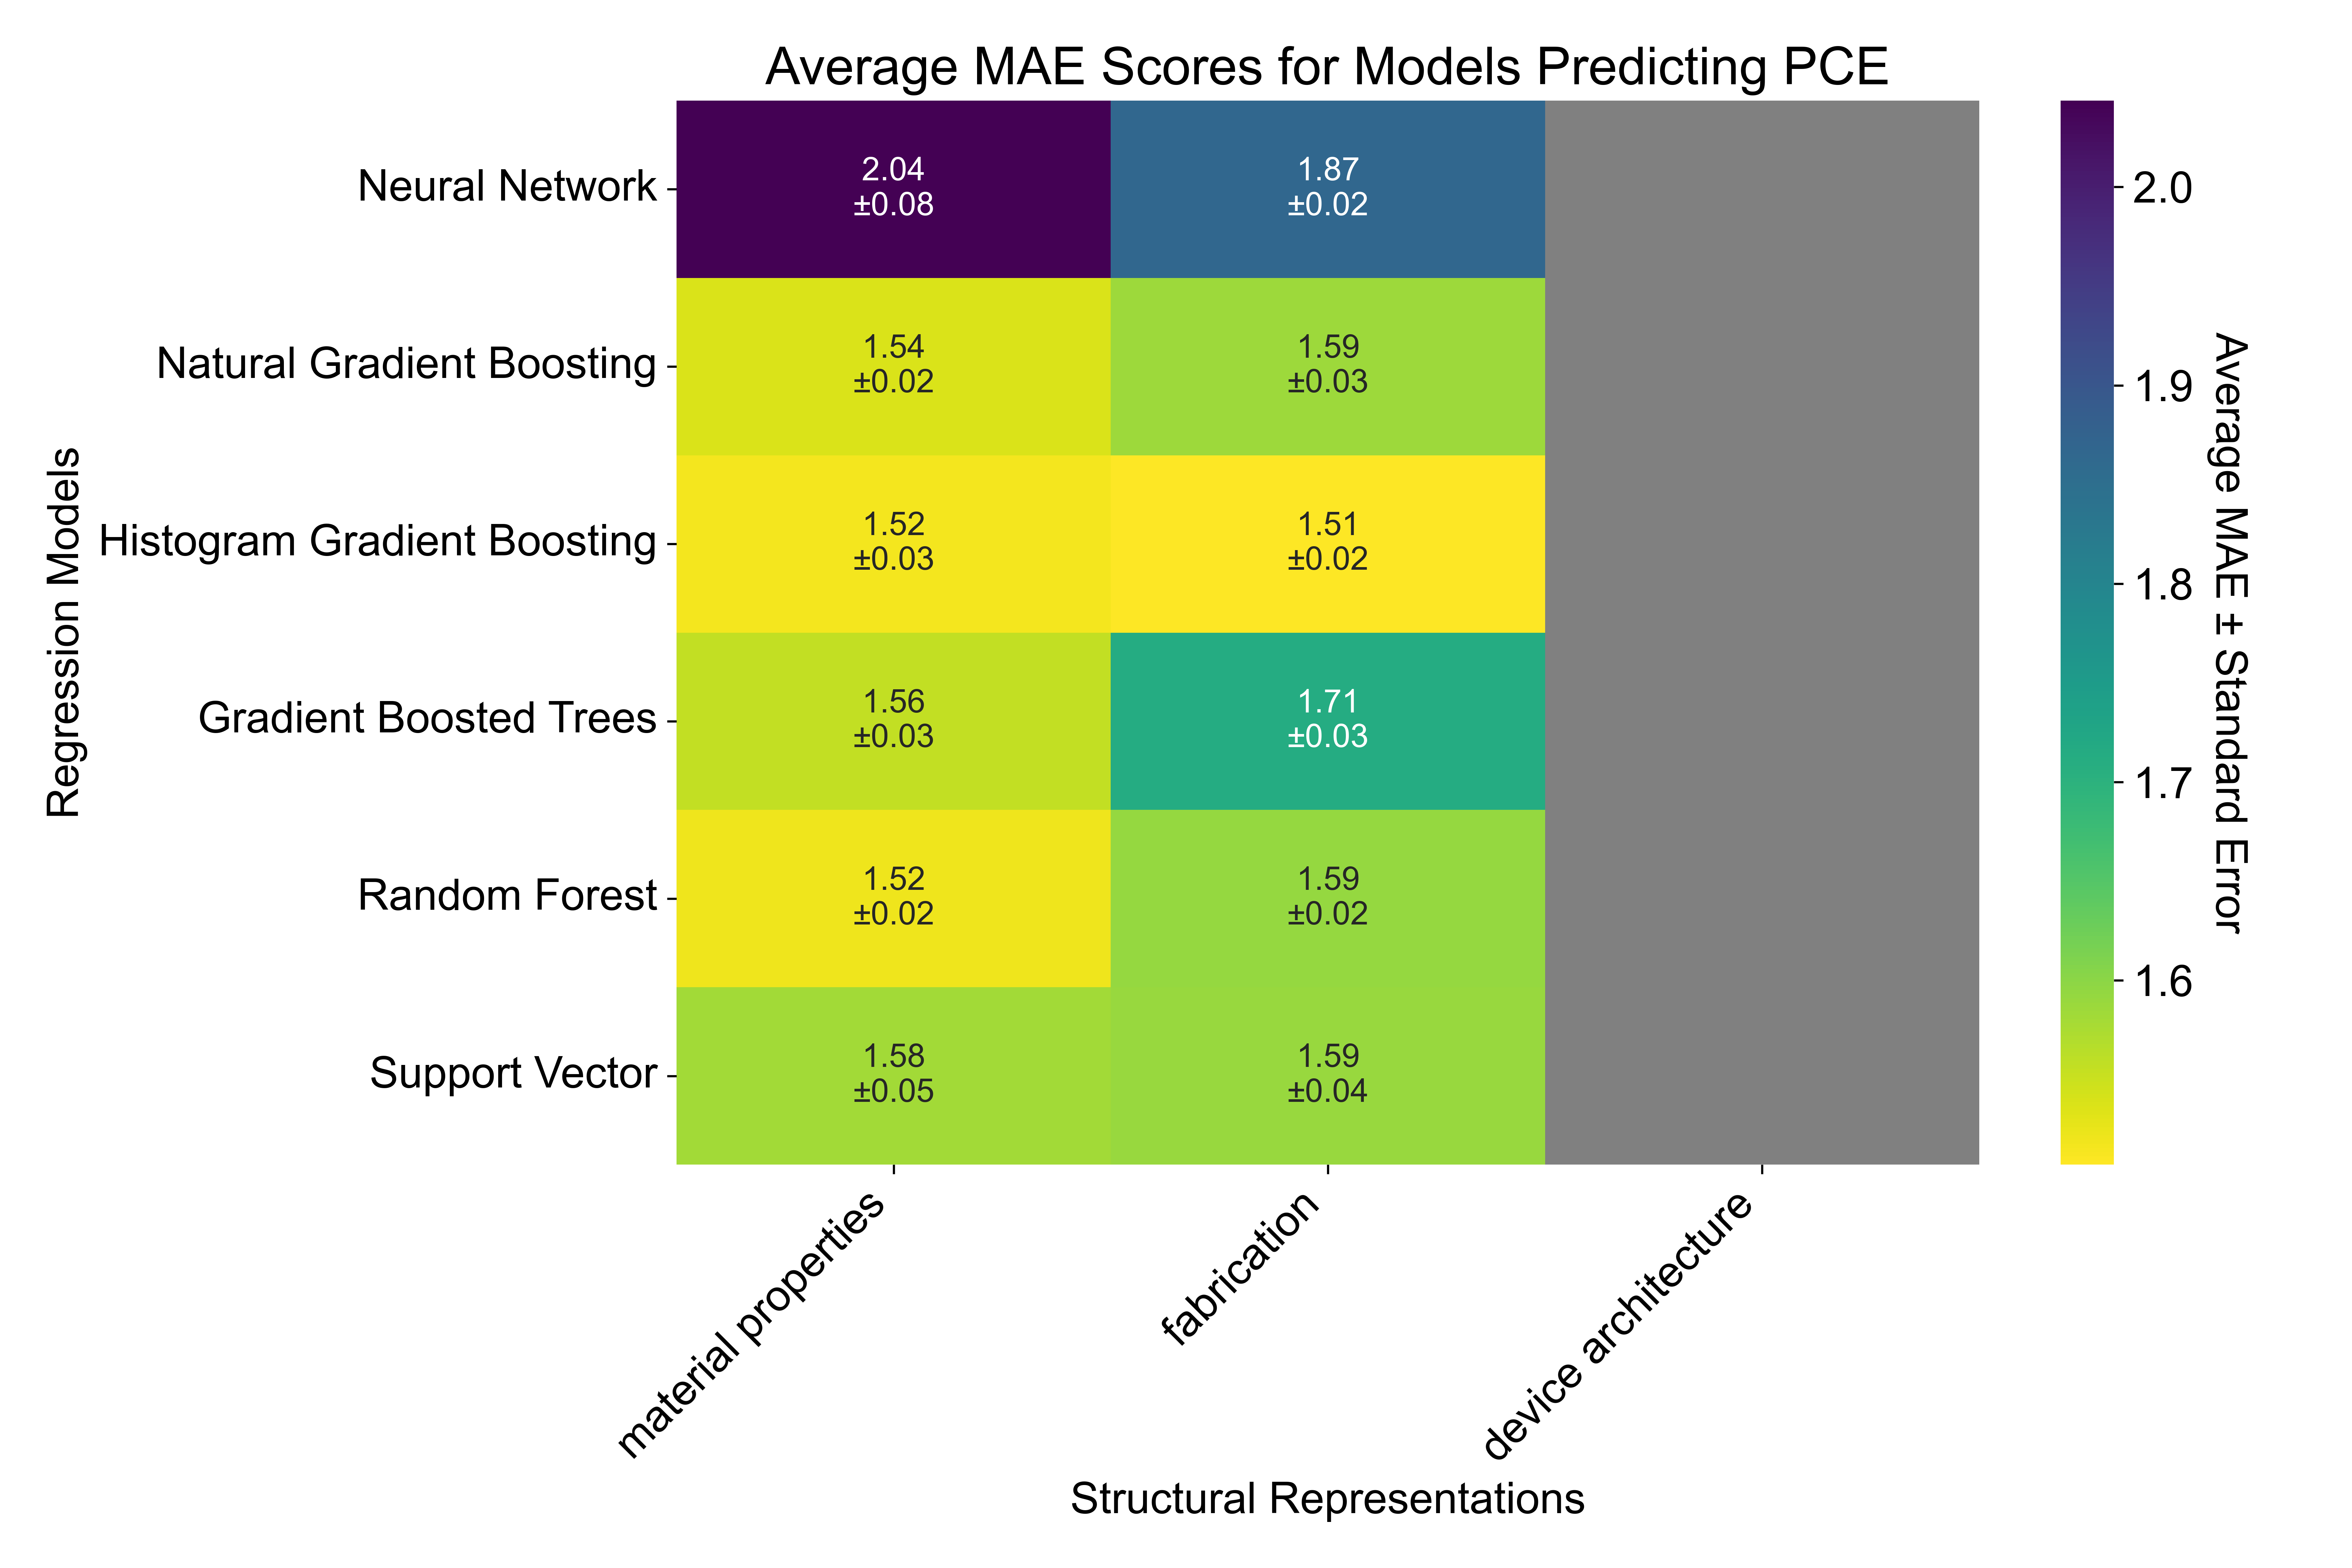 Average MAE Scores for Models Predicting PCE
Regression Models
Neural Network
2.04
±0.08
1.87
±0.02
Natural Gradient Boosting
1.54
±0.02
1.59
±0.03
Histogram Gradient Boosting
1.52
±0.03
1.51
±0.02
Gradient Boosted Trees
1.56
±0.03
1.71
±0.03
Random Forest
1.52
±0.02
1.59
±0.02
Support Vector
1.58
±0.05
1.59
±0.04
material properties
fabrication
device architecture
Structural Representations
2.0
1.9
1.8
1.7
1.6
Average MAE ± Standard Error